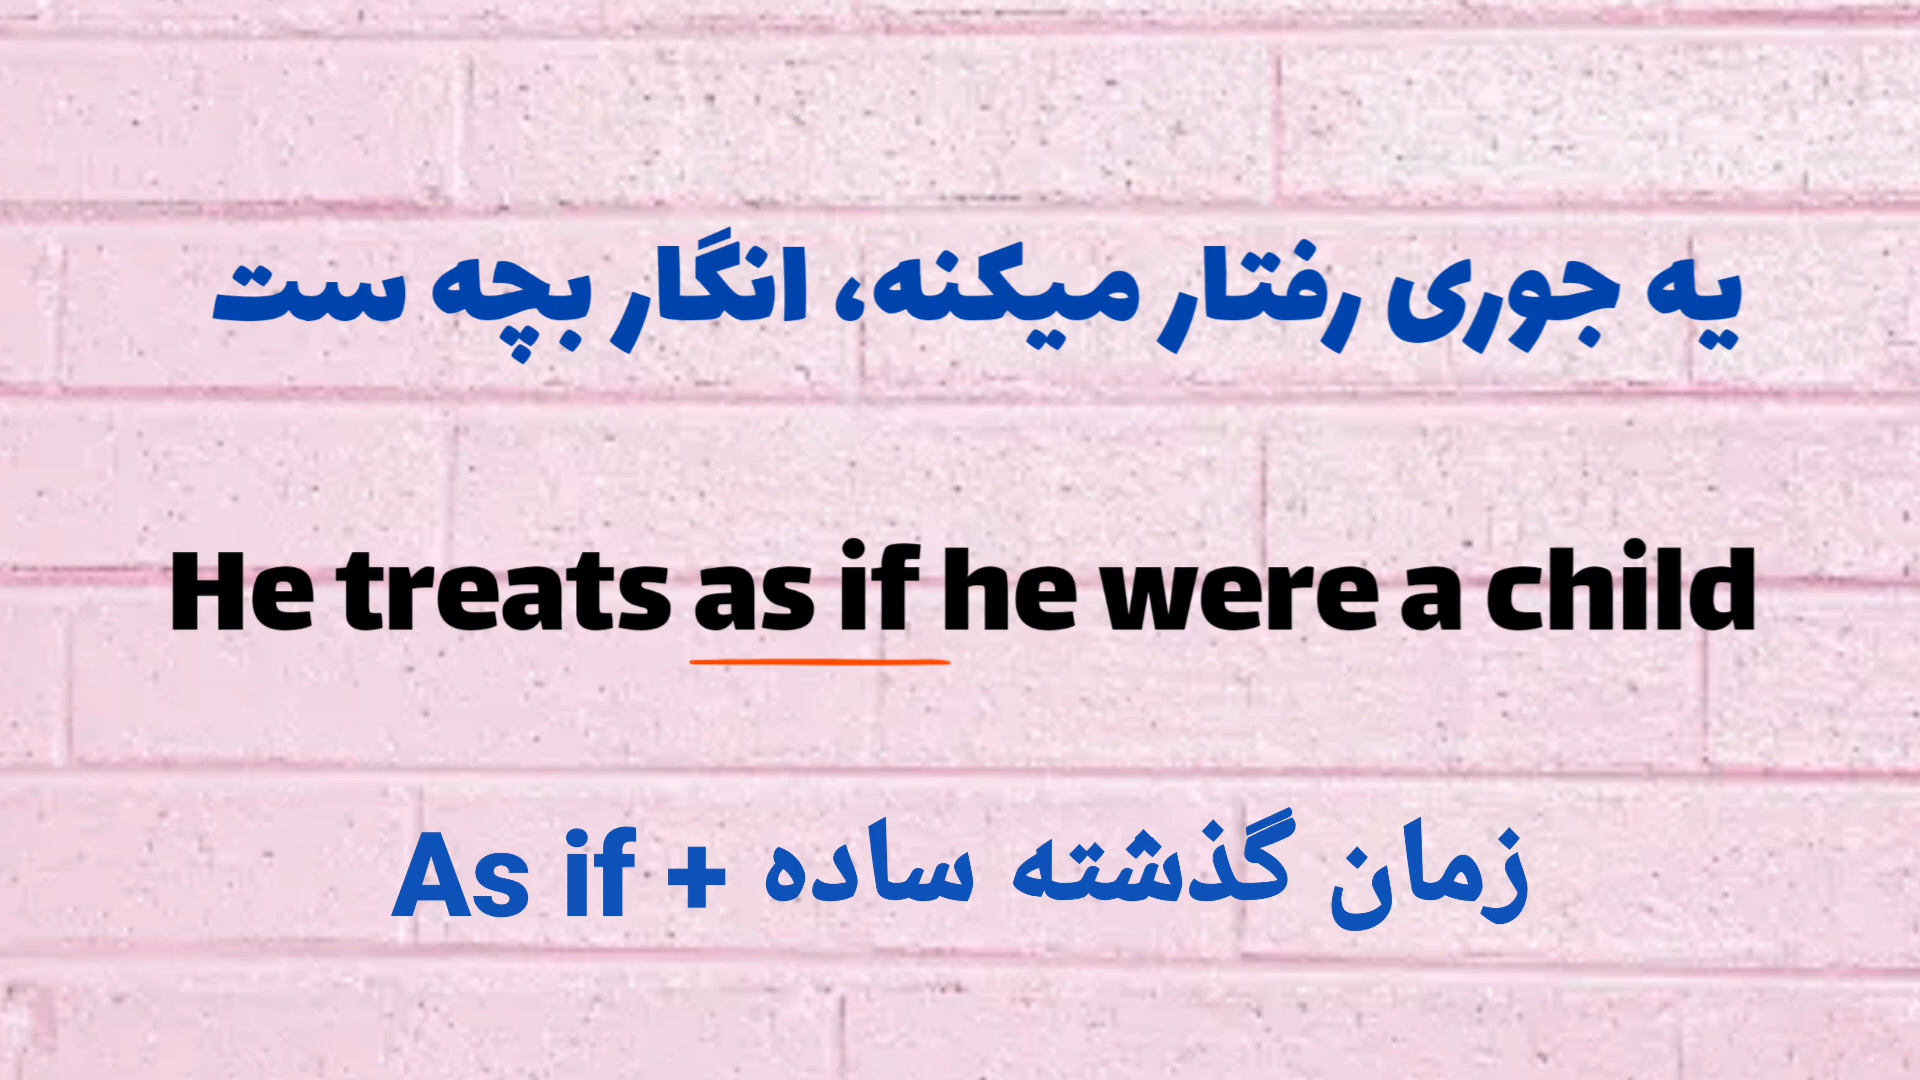 یه جوری رفتار میکنه، انگار بچه ست
He treats as if he were a child
As if + زمان گذشته ساده